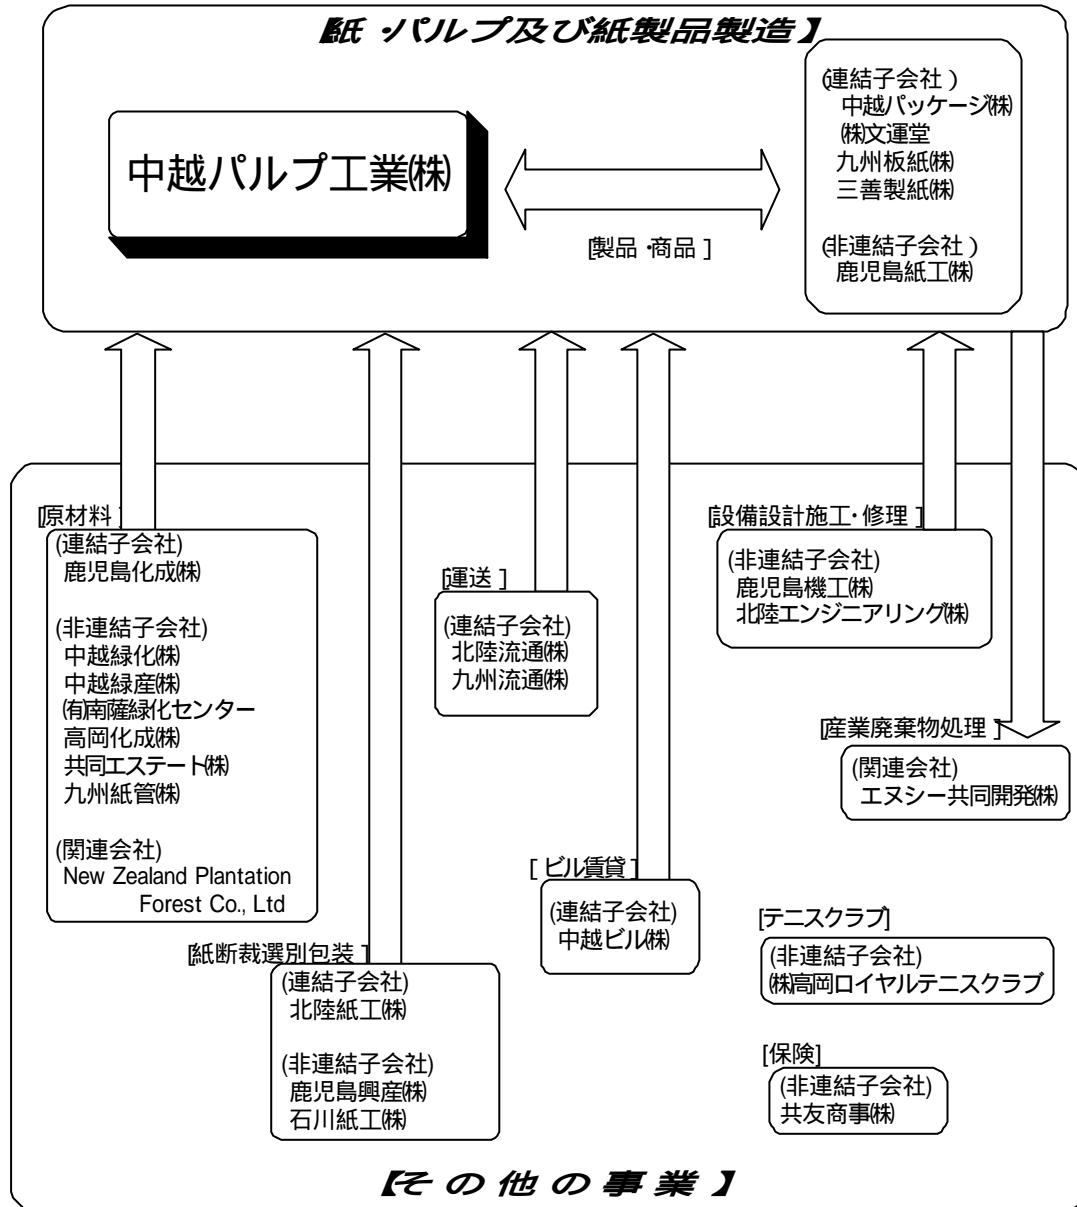 【紙・パルプ及び紙製品製造】
中越パルプ工業㈱
[製品・商品]
(連結子会社)
中越パッケージ㈱
㈱文運堂
九州板紙㈱
三善製紙㈱
(非連結子会社)
鹿児島紙工㈱
[原材料]
(連結子会社)
鹿児島化成㈱
(非連結子会社)
中越緑化㈱
中越緑産㈱
㈲南薩緑化センター
高岡化成㈱
共同エステート㈱
九州紙管㈱
(関連会社)
New Zealand Plantation
Forest Co., Ltd
[紙断裁選別包装]
(連結子会社)
北陸紙工㈱
(非連結子会社)
鹿児島興産㈱
石川紙工㈱
[運送]
(連結子会社)
北陸流通㈱
九州流通㈱
[ビル賃貸]
(連結子会社)
中越ビル㈱
[設備設計施工・修理]
(非連結子会社)
鹿児島機工㈱
北陸エンジニアリング㈱
[産業廃棄物処理]
(関連会社)
エヌシー共同開発㈱
[テニスクラブ]
(非連結子会社)
㈱高岡ロイヤルテニスクラブ
[保険]
(非連結子会社)
共友商事㈱
【その他の事業】